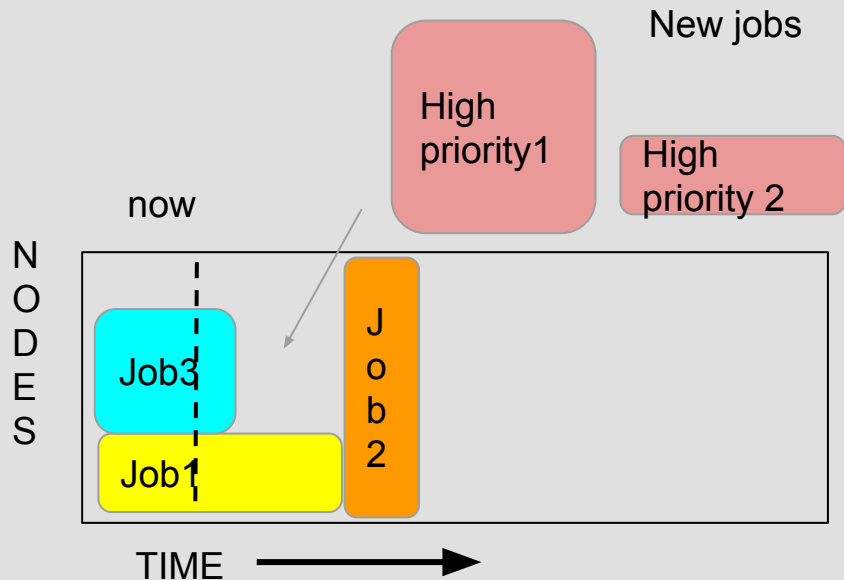 New jobs
High
priority1
High
priority 2
now
N
O
D
E
S
J
o
b
2
Job3
Job1
TIME